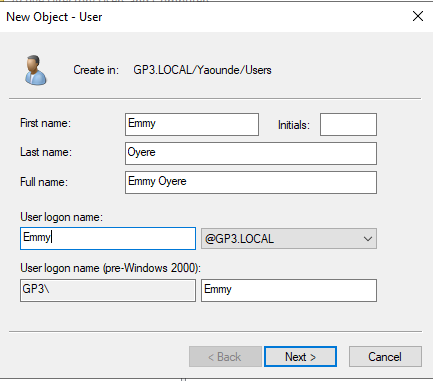 New Object - User
Create in: GP3.LOCAL/Yaounde/Users
First name: Emmy Initials:
Last name: Oyere
Full name: Emmy Oyere
User logon name:
Emmy @GP3.LOCAL
User logon name (pre-Windows 2000):
GP3\ Emmy
< Back Next > Cancel